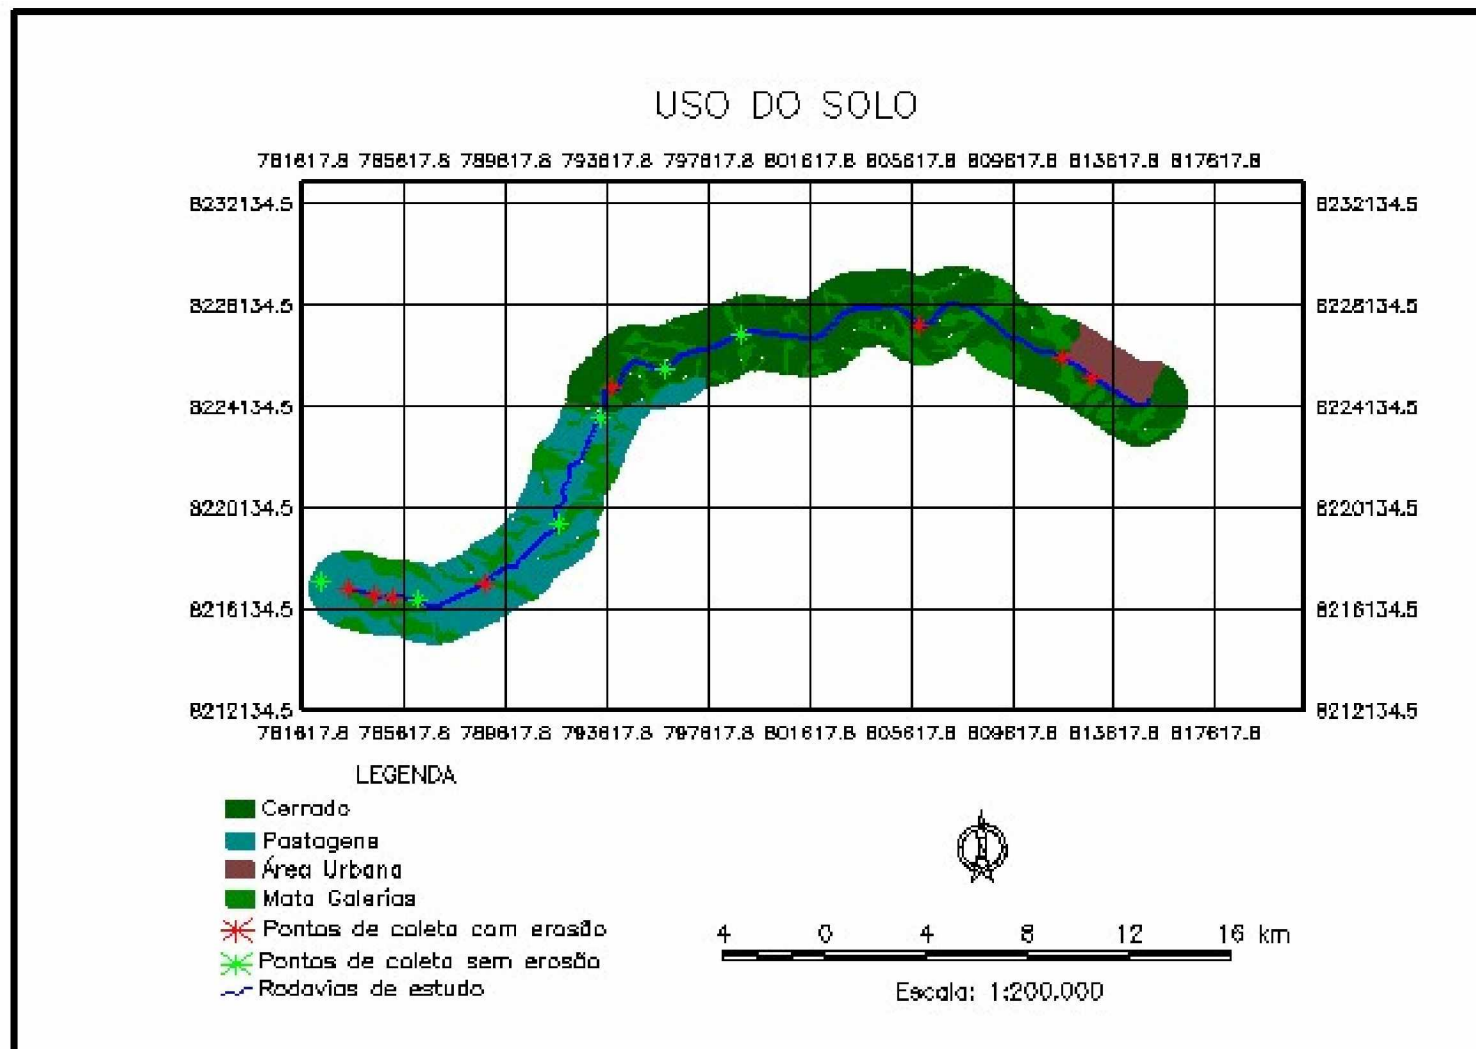 USO DO SOLO
781617.8 785617.8 789617.8 793617.8 797617.8 801617.8 805617.8 809617.8 813617.8 817617.8
8232134.5 8232134.5
8228134.5 8228134.5
8224134.5 8224134.5
8220134.5 8220134.5
8216134.5 8216134.5
8212134.5 8212134.5
781617.8 785617.8 789617.8 793617.8 797617.8 801617.8 805617.8 809617.8 813617.8 817617.8
LEGENDA
Cerrado
Pastagens
Área Urbana
Mata Galerias
Pontos de coleta com erosão
Pontos de coleta sem erosão
Rodovias de estudo
N
4 0 4 8 12 16 km
Escala: 1:200.000